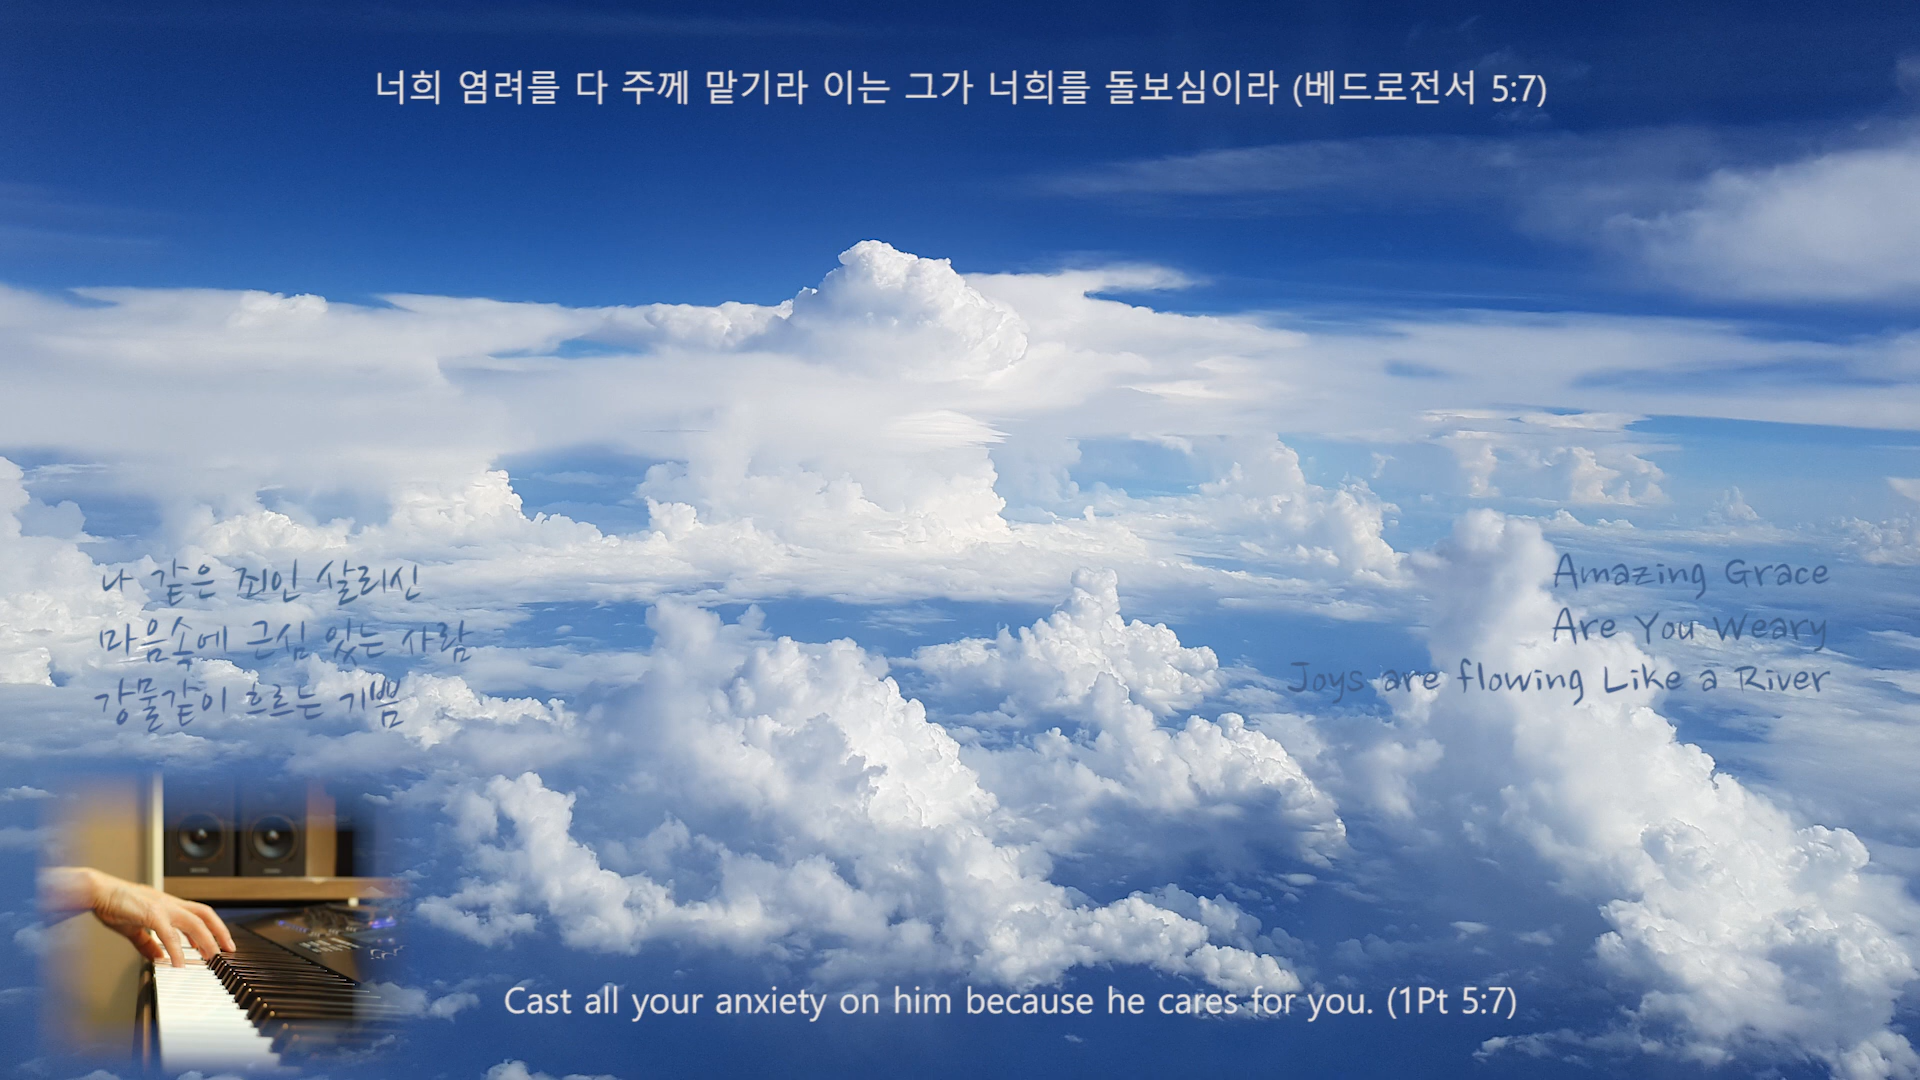 너희 염려를 다 주께 맡기라 이는 그가 너희를 돌보심이라 (베드로전서 5:7)
나 같은 죄인 살리신
마음속에 근심 있는 사람
강물같이 흐르는 기쁨
Amazing Grace
Are You Weary
Joys are flowing Like a River
Cast all your anxiety on him because he cares for you. (1Pt 5:7)